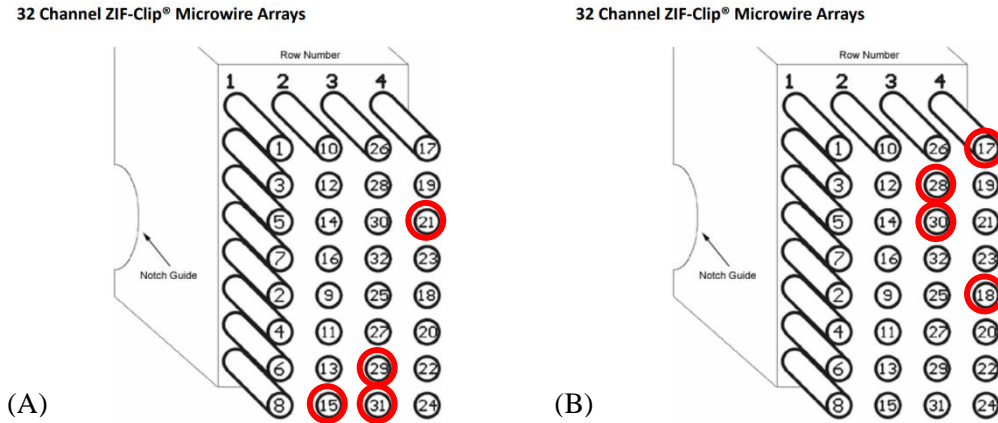 32 Channel ZIF-Clip® Microwire Arrays
Row Number
1 2 3 4
1 10 26 17
3 12 28 19
5 14 30 21
7 16 32 23
Notch Guide
2 9 25 18
4 11 27 20
6 13 29 22
8 15 31 24
(A)
32 Channel ZIF-Clip® Microwire Arrays
Row Number
1 2 3 4
1 10 26 17
3 12 28 19
5 14 30 21
7 16 32 23
Notch Guide
2 9 25 18
4 11 27 20
6 13 29 22
8 15 31 24
(B)